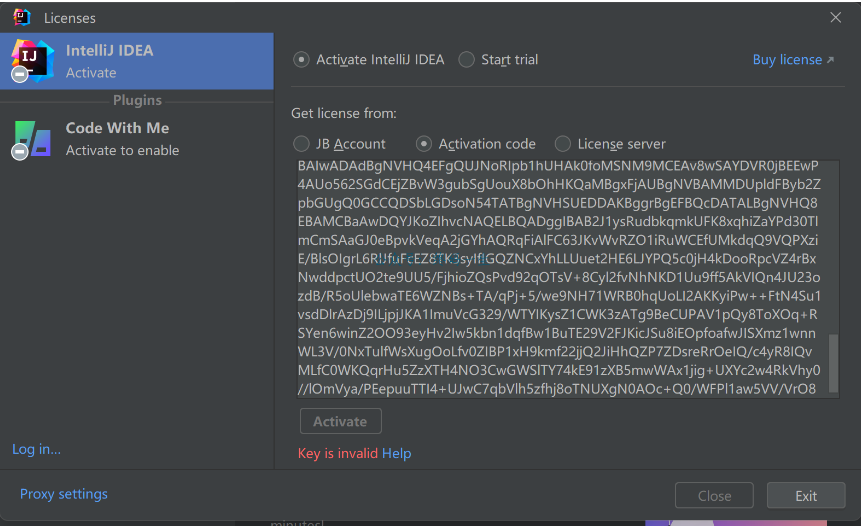 Licenses
IntelliJ IDEA
Activate
Plugins
Code With Me
Activate to enable
Activate IntelliJ IDEA
Start trial
Buy license ↗
Get license from:
JB Account
Activation code
License server
BAIwADAdBgNVHQ4EFgQUJNoRIpb1hUHAk0foMSNM9MCEAv8wSAYDVR0jBEEwP
4AUo562SGdCEjZBvW3gubSgUouX8bOhHKQaMBgxFjAUBgNVBAMMDUpldFByb2Z
pbGUgQ0GCCQDSbLGDsoN54TATBgNVHSUEDDAKBggrBgEFBQcDATALBgNVHQ8
EBAMCBaAwDQYJKoZIhvcNAQELBQADggIBAB2J1ysRudbkqmkUFK8xqhiZaYPd30Tl
mCmSAaGJ0eBpvkVeqA2jGYhAQRqFiAlFC63JKvWvRZO1iRuWCEfUMkdqQ9VQPXzi
NwddpctUO2te9UU5/FjhioZQsPvd92qOTsV+8Cyl2fvNhNKD1Uu9ff5AkVIQn4JU23o
ozdB/R5oUlebwaTE6WZNBs+TA/qPj+5/we9NH71WRB0hqUoLI2AKKyiPw++FtN4Su1
vsdDlrAzDj9ILjpjJKA1ImuVcG329/WTYIKysZ1CWK3zATg9BeCUPAV1pQy8ToXOq+R
SYen6winZ2OO93eyHv2Iw5kbn1dqfBw1BuTE29V2FJKicJSu8iEOpfoafwJISXmz1wnn
WL3V/0NxTulfWsXugOoLfv0ZIBP1xH9kmf22jjQ2JiHhQZP7ZDsreRrOeIQ/c4yR8IQv
MLfC0WKQqrHu5ZzXTH4NO3CwGWSlTY74kE91zXB5mwWAx1jig+UXYc2w4RkVhy0
//lOmVya/PEepuuTTI4+UJwC7qbVlh5zfhj8oTNUXgN0AOc+Q0/WFPl1aw5VV/VrO8
Activate
Key is invalid Help
Log in...
Proxy settings
Close
Exit